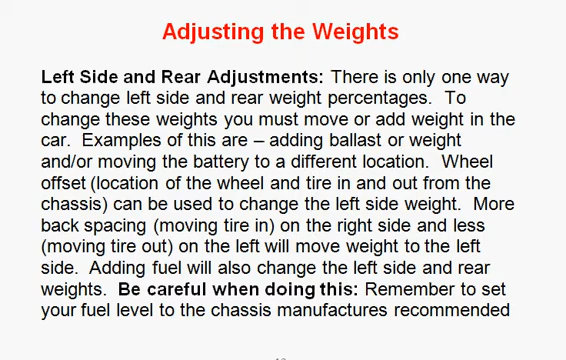 Adjusting the Weights
Left Side and Rear Adjustments: There is only one way
to change left side and rear weight percentages. To
change these weights you must move or add weight in the
car. Examples of this are – adding ballast or weight
and/or moving the battery to a different location. Wheel
offset (location of the wheel and tire in and out from the
chassis) can be used to change the left side weight. More
back spacing (moving tire in) on the right side and less
(moving tire out) on the left will move weight to the left
side. Adding fuel will also change the left side and rear
weights. Be careful when doing this: Remember to set
your fuel level to the chassis manufactures recommended